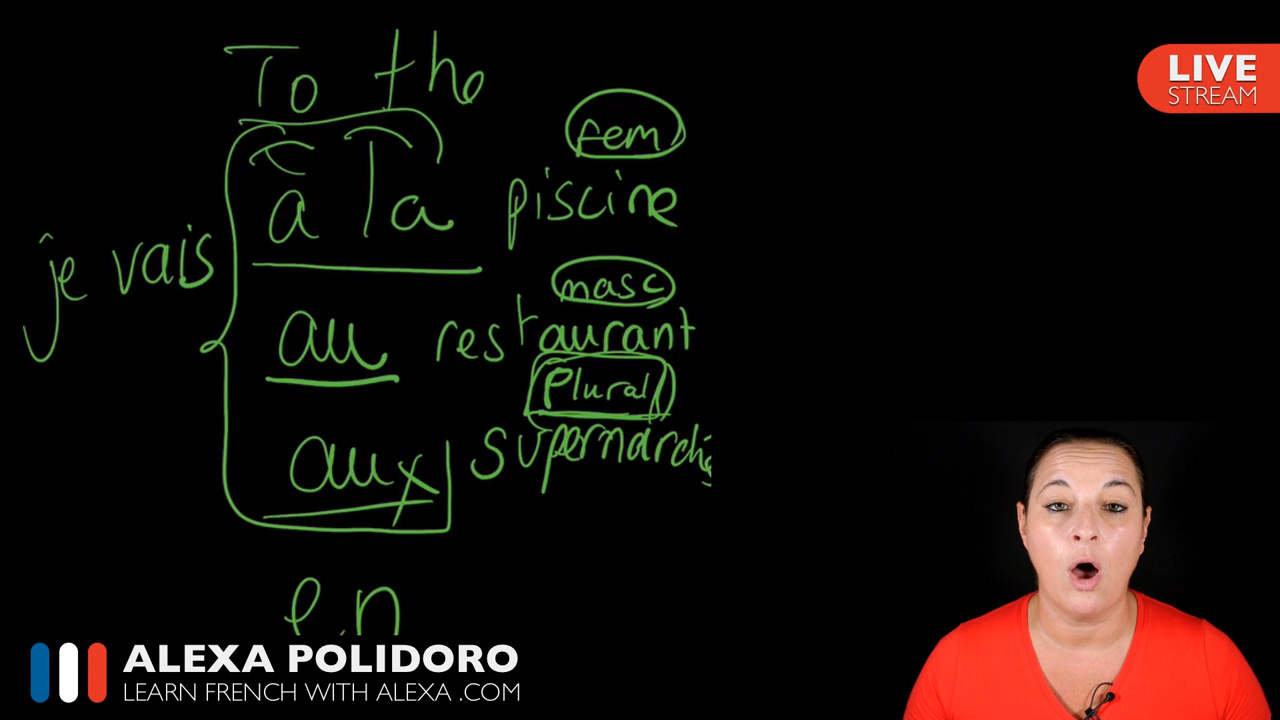 To the
fem
à la piscine
je vais
masc
au restaurant
Plural
aux
en
LIVE
STREAM
ALEXA POLIDORO
LEARN FRENCH WITH ALEXA .COM